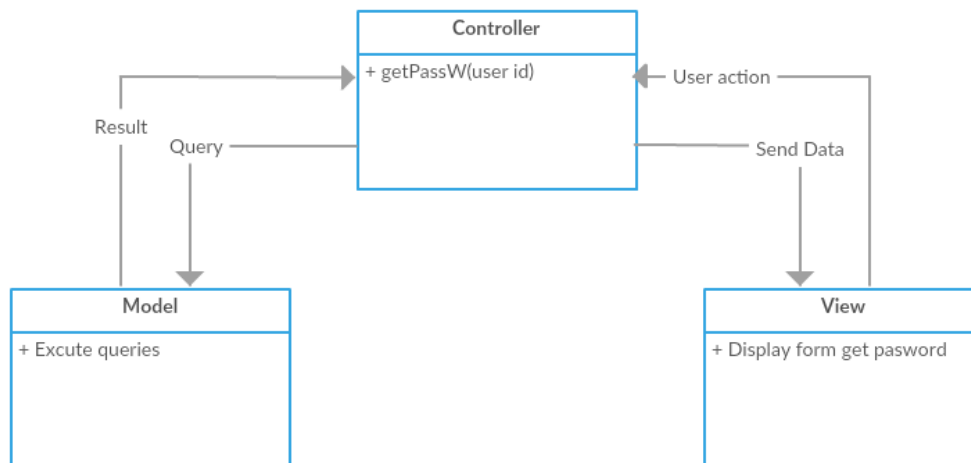 Controller
+ getPassW(user id)
User action
Result
Query
Send Data
Model
+ Excute queries
View
+ Display form get pasword